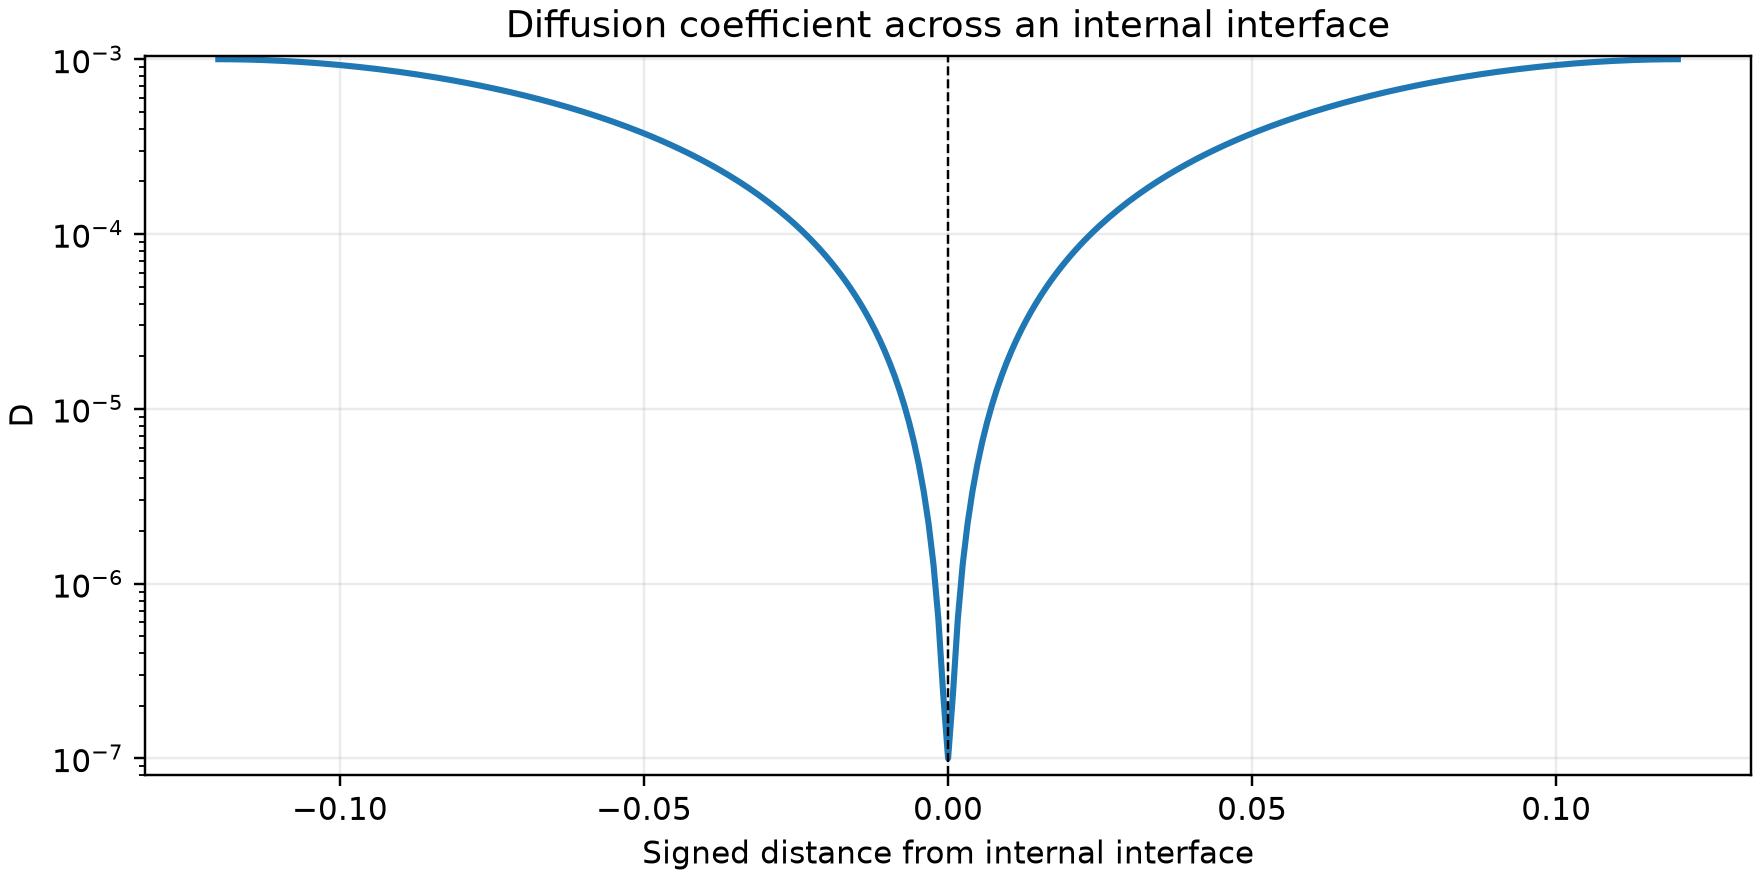 Diffusion coefficient across an internal interface
10⁻³
10⁻⁴
10⁻⁵
10⁻⁶
10⁻⁷
D
−0.10 −0.05 0.00 0.05 0.10
Signed distance from internal interface